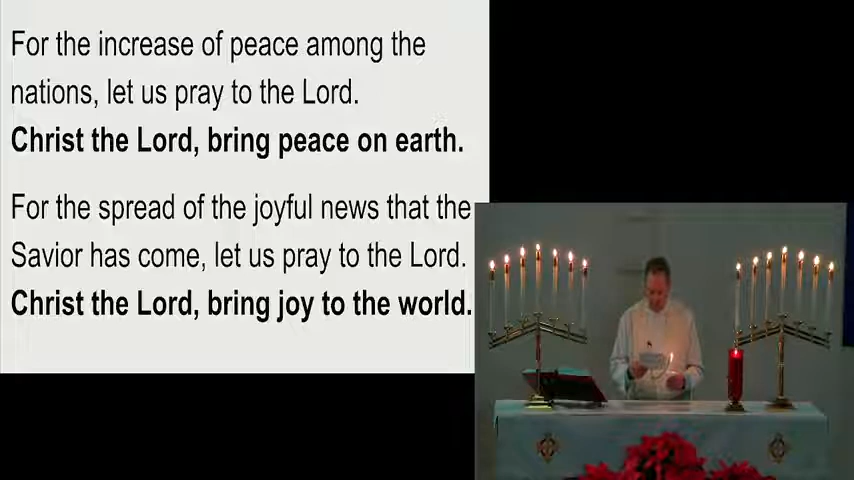 For the increase of peace among the
nations, let us pray to the Lord.
Christ the Lord, bring peace on earth.
For the spread of the joyful news that the
Savior has come, let us pray to the Lord.
Christ the Lord, bring joy to the world.